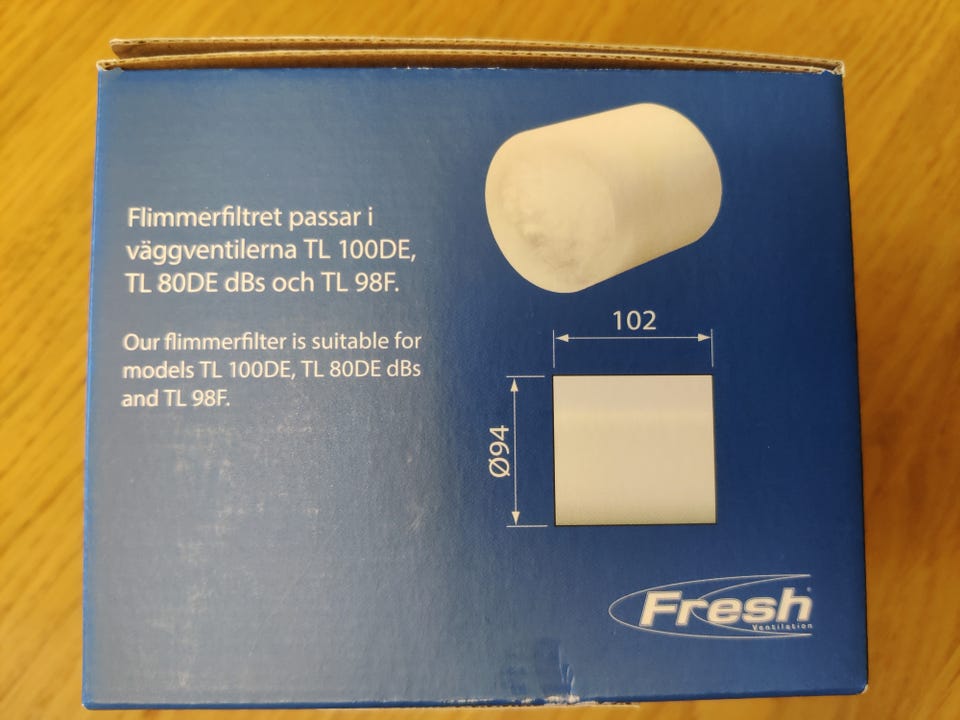 Flimmerfiltret passar i
väggventilerna TL 100DE,
TL 80DE dBs och TL 98F.
Our flimmerfilter is suitable for
models TL 100DE, TL 80DE dBs
and TL 98F.
102
Ø94
Fresh®
Ventilation